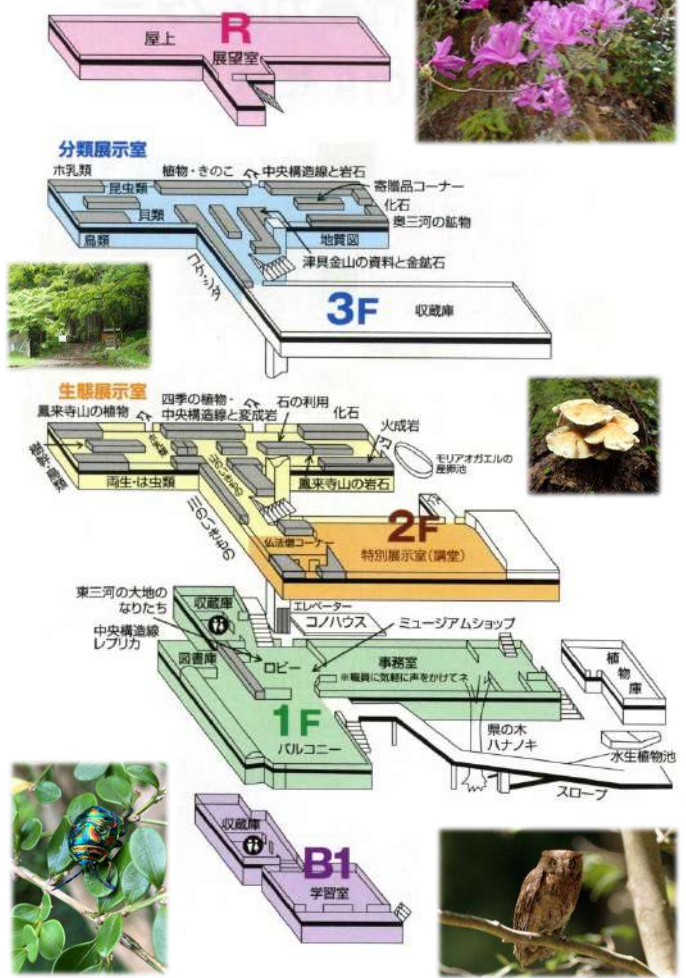 R
屋上
展望室
分類展示室
ホ乳類
植物・きのこ
中央構造線と岩石
昆虫類
寄贈品コーナー
化石
貝類
奥三河の鉱物
鳥類
地質図
津具金山の資料と金鉱石
コケ・シダ
3F
収蔵庫
生態展示室
四季の植物・
中央構造線と変成岩
石の利用
鳳来寺山の植物
化石
火成岩
モリアオガエルの
産卵池
両生・は虫類
鳳来寺山の岩石
川のいきもの
2F
仏法僧コーナー
特別展示室(講堂)
東三河の大地の
なりたち
収蔵庫
エレベーター
コノハウス
ミュージアムショップ
中央構造線
レプリカ
図書庫
ロビー
事務室
※職員に気軽に声をかけてネ
植物庫
1F
バルコニー
県の木
ハナノキ
水生植物池
スロープ
収蔵庫
B1
学習室